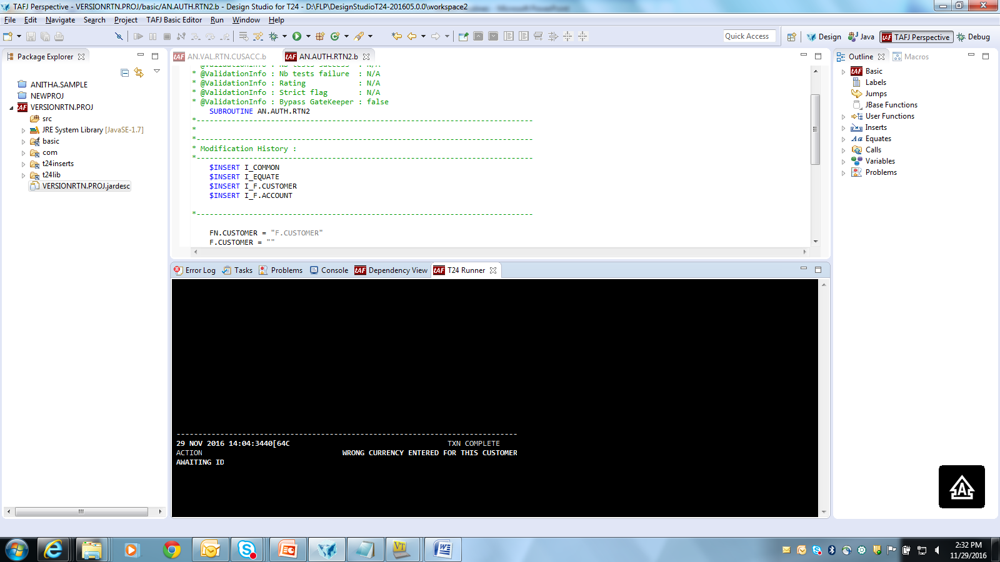 TAFJ Perspective - VERSIONRTN.PROJ/basic/AN.AUTH.RTN2.b - Design Studio for T24 - D:\FLP\DesignStudioT24-201605.0.0\workspace2
File Edit Navigate Search Project TAFJ Basic Editor Run Window Help
Quick Access
Design
Java
TAFJ Perspective
Debug
Package Explorer
ANITHA.SAMPLE
NEWPROJ
VERSIONRTN.PROJ
src
JRE System Library [JavaSE-1.7]
basic
com
t24inserts
t24lib
VERSIONRTN.PROJ.jardesc
AN.VAL.RTN.CUSACC.b
AN.AUTH.RTN2.b
* @ValidationInfo : Nb tests success : N/A
* @ValidationInfo : Nb tests failure : N/A
* @ValidationInfo : Rating : N/A
* @ValidationInfo : Strict flag : N/A
* @ValidationInfo : Bypass GateKeeper : false
SUBROUTINE AN.AUTH.RTN2
*-----------------------------------------------------------------------------
*
*-----------------------------------------------------------------------------
* Modification History :
*-----------------------------------------------------------------------------
$INSERT I_COMMON
$INSERT I_EQUATE
$INSERT I_F.CUSTOMER
$INSERT I_F.ACCOUNT
*-----------------------------------------------------------------------------
FN.CUSTOMER = "F.CUSTOMER"
F.CUSTOMER = ""
Error Log Tasks Problems Console Dependency View T24 Runner
------------------------------------------------------------------------------
29 NOV 2016 14:04:3440[64C TXN COMPLETE
ACTION WRONG CURRENCY ENTERED FOR THIS CUSTOMER
AWAITING ID
Outline
Macros
Basic
Labels
Jumps
JBase Functions
User Functions
Inserts
Equates
Calls
Variables
Problems
A
2:32 PM
11/29/2016